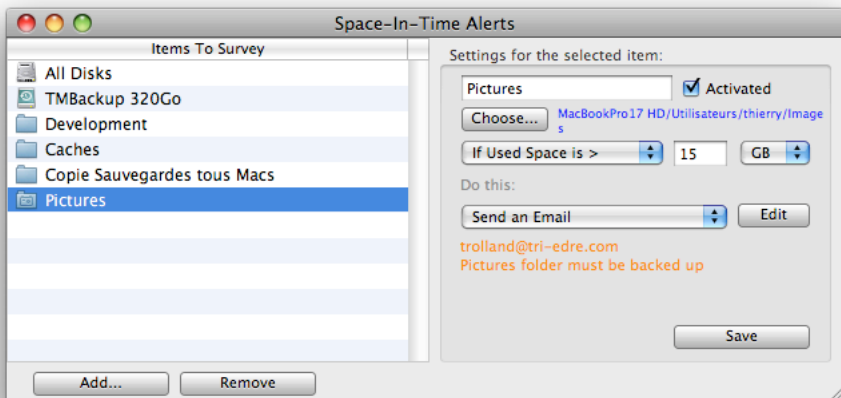 Space-In-Time Alerts
Items To Survey
All Disks
TMBackup 320Go
Development
Caches
Copie Sauvegardes tous Macs
Pictures
Add...
Remove
Settings for the selected item:
Pictures
Activated
Choose...
MacBookPro17 HD/Utilisateurs/thierry/Image
s
If Used Space is > 15 GB
Do this:
Send an Email
Edit
trolland@tri-edre.com
Pictures folder must be backed up
Save